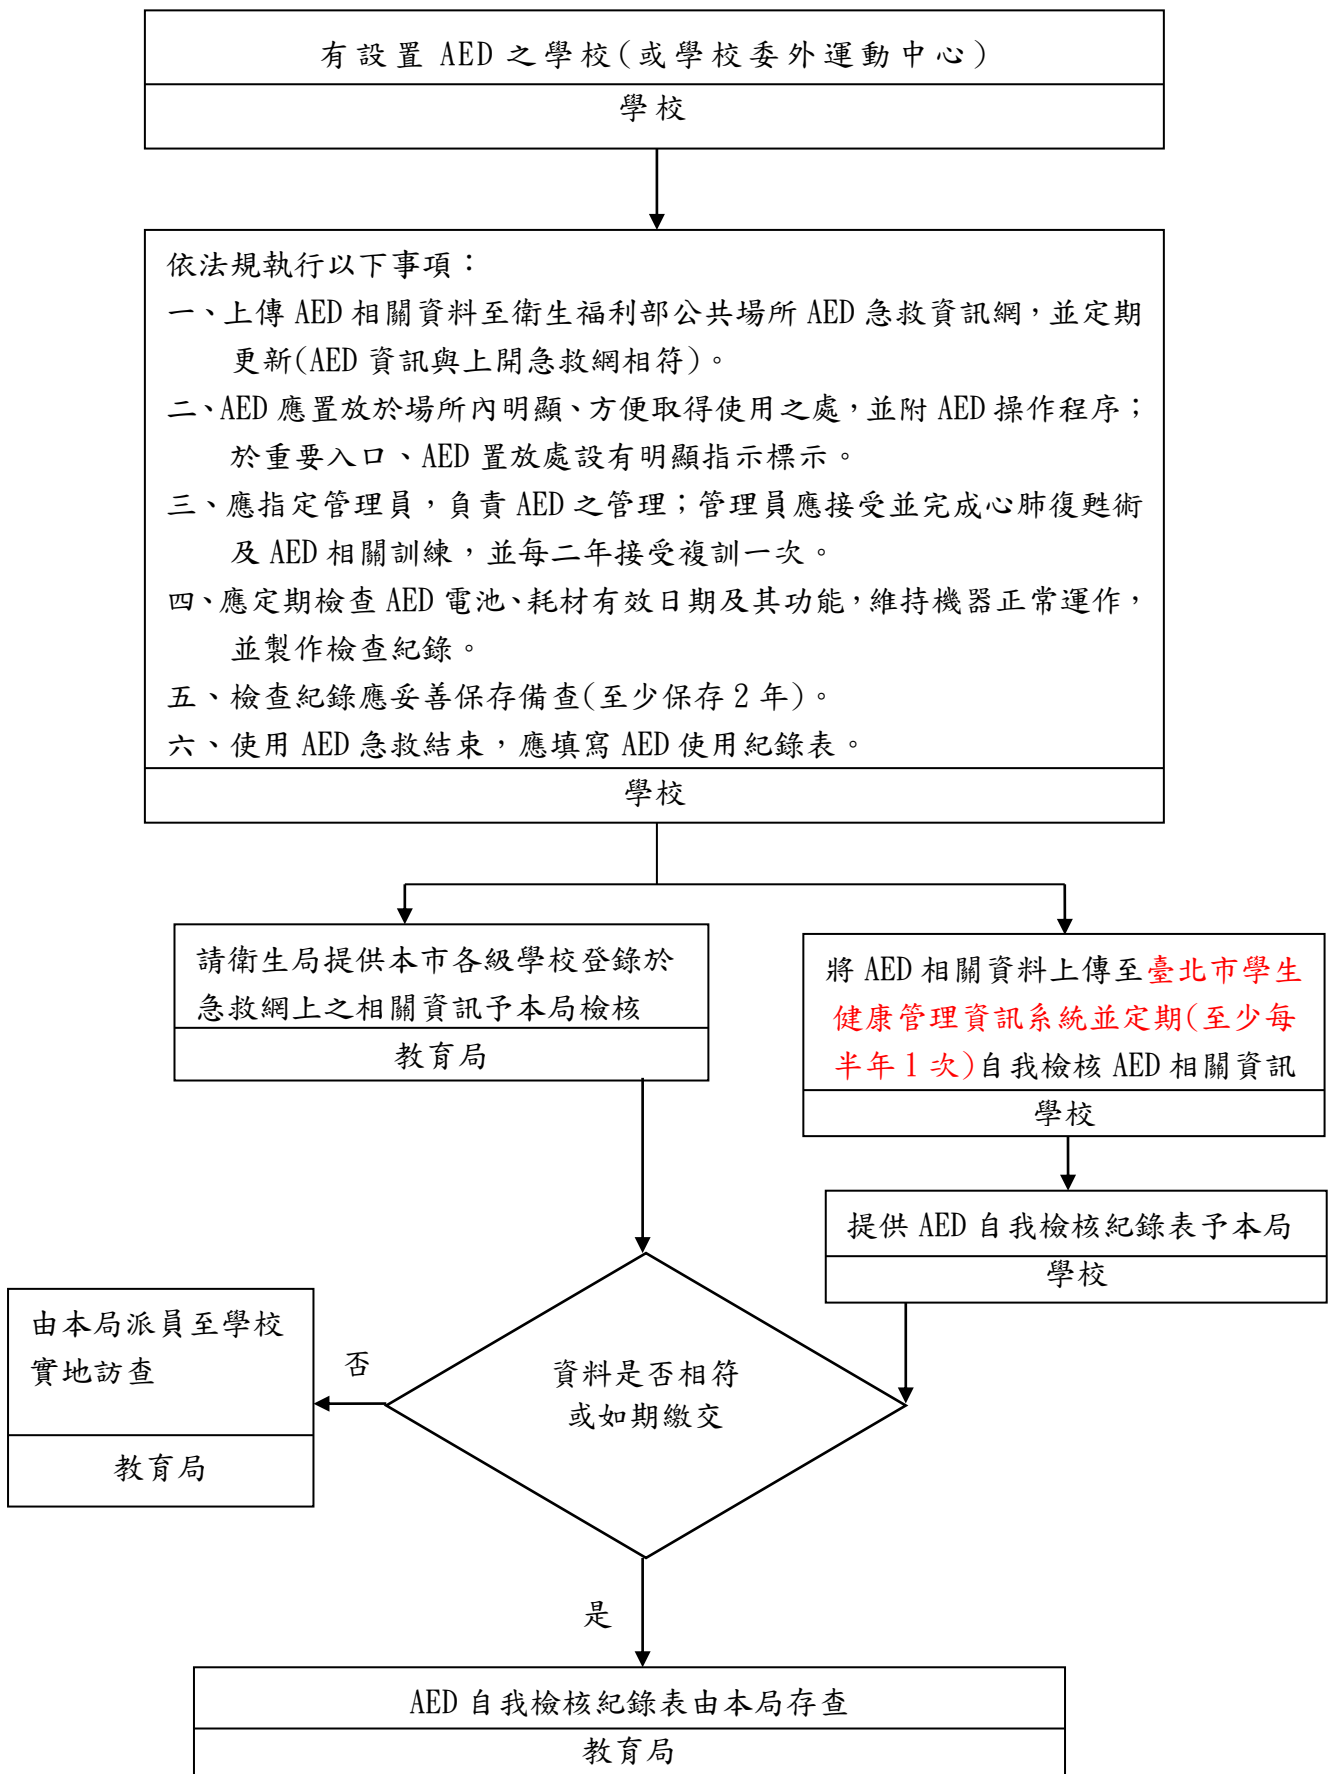 有設置 AED 之學校(或學校委外運動中心)
學校
依法規執行以下事項：
一、上傳 AED 相關資料至衛生福利部公共場所 AED 急救資訊網，並定期
更新(AED 資訊與上開急救網相符)。
二、AED 應置放於場所內明顯、方便取得使用之處，並附 AED 操作程序；
於重要入口、AED 置放處設有明顯指示標示。
三、應指定管理員，負責 AED 之管理；管理員應接受並完成心肺復甦術
及 AED 相關訓練，並每二年接受複訓一次。
四、應定期檢查 AED 電池、耗材有效日期及其功能，維持機器正常運作，
並製作檢查紀錄。
五、檢查紀錄應妥善保存備查(至少保存 2 年)。
六、使用 AED 急救結束，應填寫 AED 使用紀錄表。
學校
請衛生局提供本市各級學校登錄於
急救網上之相關資訊予本局檢核
教育局
將 AED 相關資料上傳至臺北市學生
健康管理資訊系統並定期(至少每
半年 1 次)自我檢核 AED 相關資訊
學校
提供 AED 自我檢核紀錄表予本局
學校
由本局派員至學校
實地訪查
教育局
否
資料是否相符
或如期繳交
是
AED 自我檢核紀錄表由本局存查
教育局